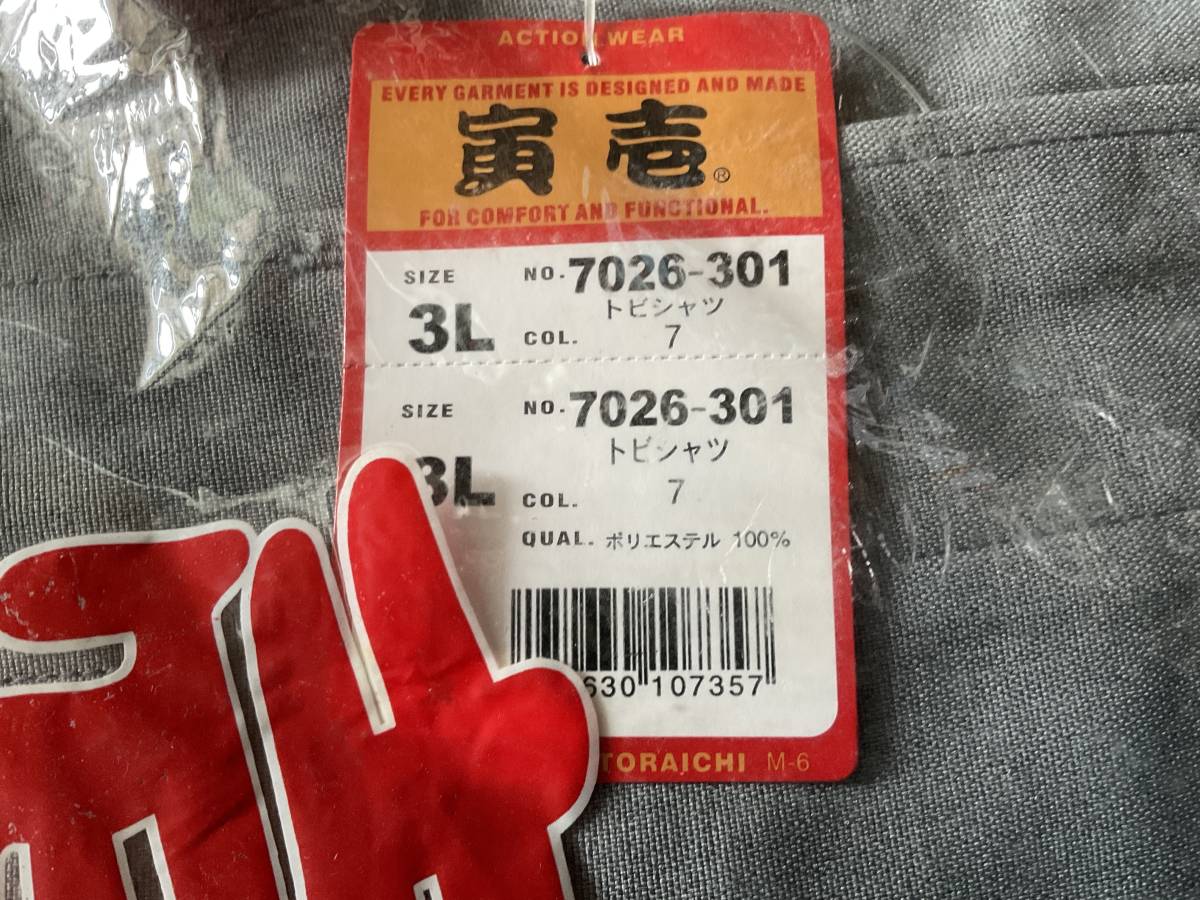 ACTION WEAR
EVERY GARMENT IS DESIGNED AND MADE
寅壱®
FOR COMFORT AND FUNCTIONAL.
SIZE NO. 7026-301
トビシャツ
3L COL. 7
SIZE NO. 7026-301
トビシャツ
3L COL. 7
QUAL. ポリエステル 100%
630 107357
TORAICHI M-6